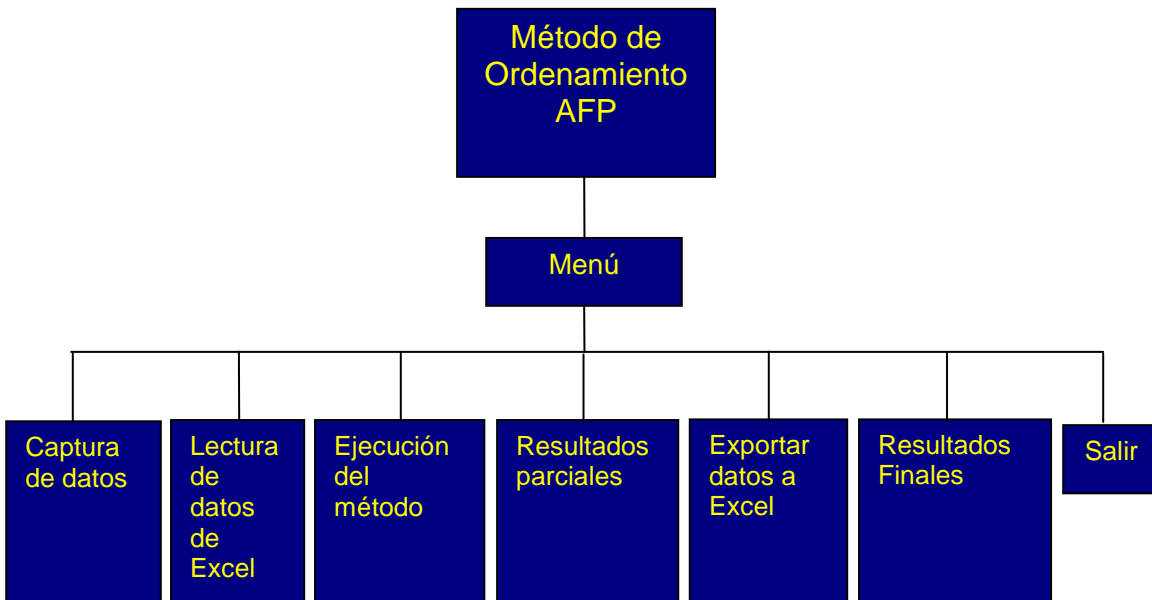 Método de
Ordenamiento
AFP
Menú
Captura
de datos
Lectura
de
datos
de
Excel
Ejecución
del
método
Resultados
parciales
Exportar
datos a
Excel
Resultados
Finales
Salir